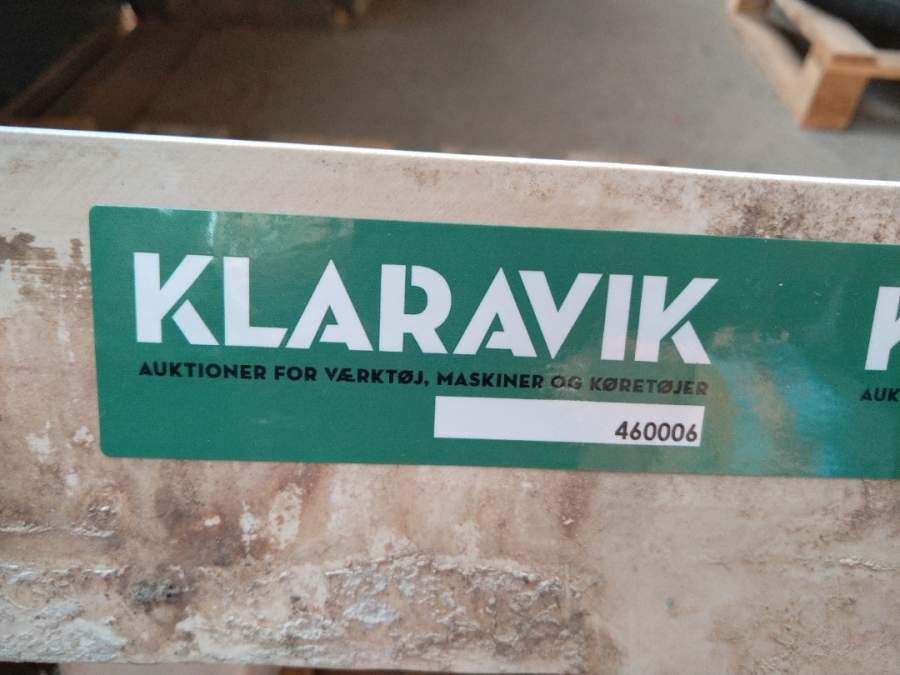 KLARAVIK
AUKTIONER FOR VÆRKTØJ, MASKINER OG KØRETØJER
460006